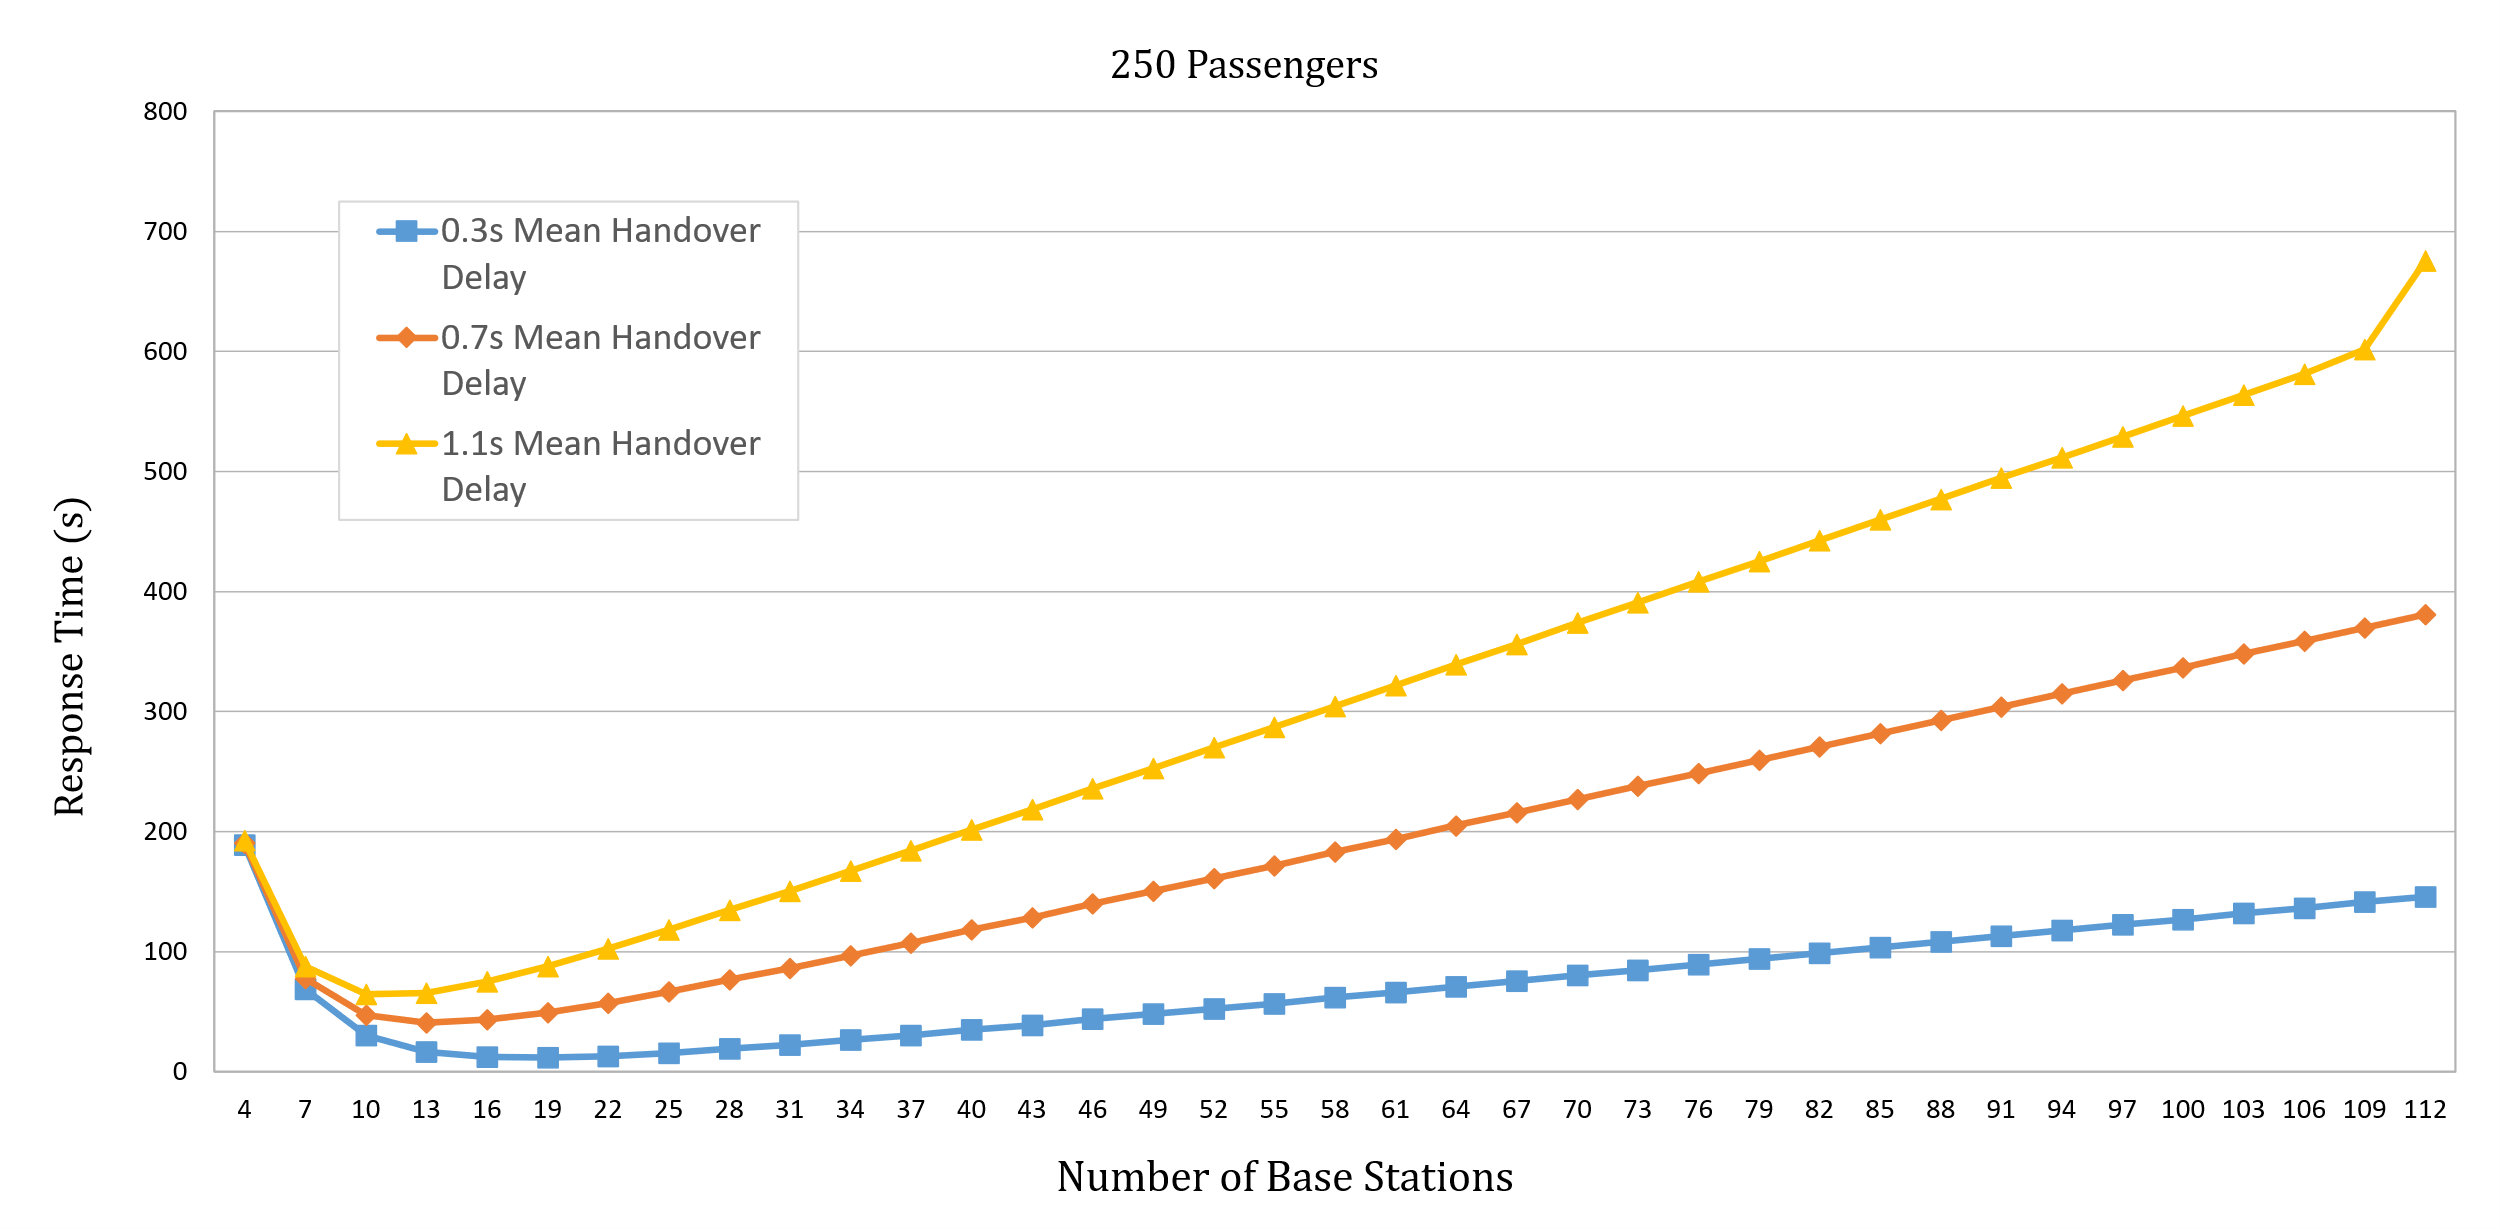 250 Passengers
800
700
600
500
400
300
200
100
0
0.3s Mean Handover
Delay
0.7s Mean Handover
Delay
1.1s Mean Handover
Delay
Response Time (s)
4 7 10 13 16 19 22 25 28 31 34 37 40 43 46 49 52 55 58 61 64 67 70 73 76 79 82 85 88 91 94 97 100 103 106 109 112
Number of Base Stations